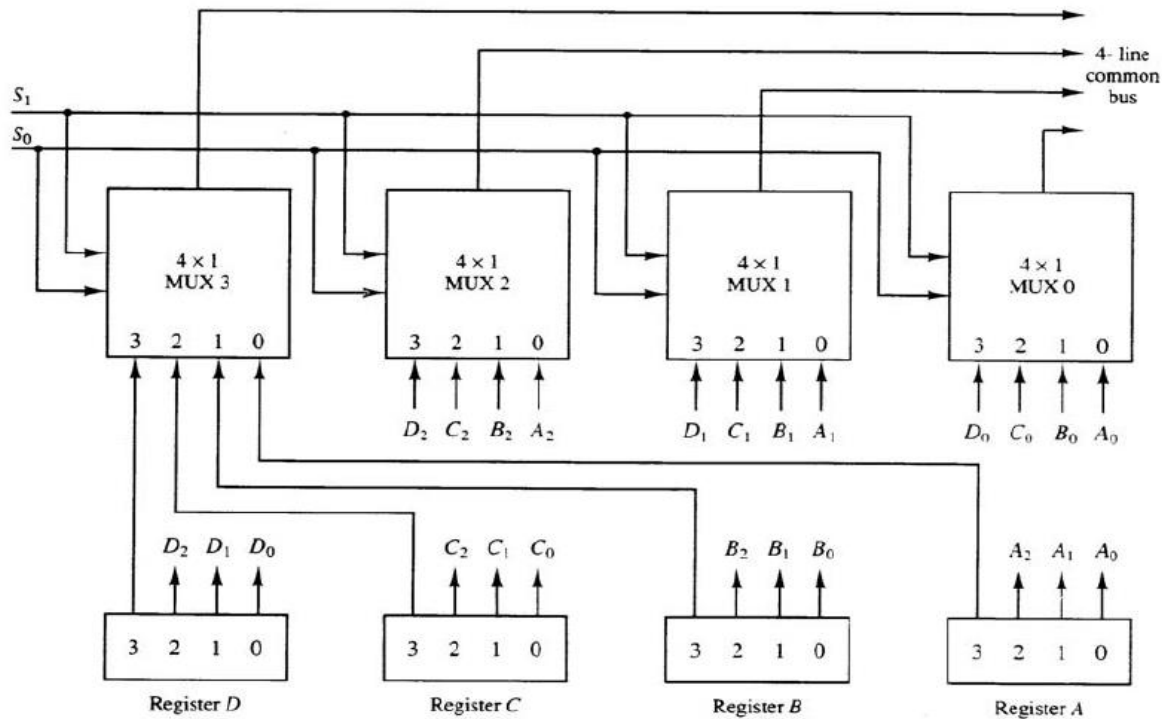 4- line
common
bus
S₁
S₀
4 × 1
MUX 3
3 2 1 0
4 × 1
MUX 2
3 2 1 0
4 × 1
MUX 1
3 2 1 0
4 × 1
MUX 0
3 2 1 0
D₂ C₂ B₂ A₂
D₁ C₁ B₁ A₁
D₀ C₀ B₀ A₀
D₂ D₁ D₀
C₂ C₁ C₀
B₂ B₁ B₀
A₂ A₁ A₀
3 2 1 0
3 2 1 0
3 2 1 0
3 2 1 0
Register D
Register C
Register B
Register A